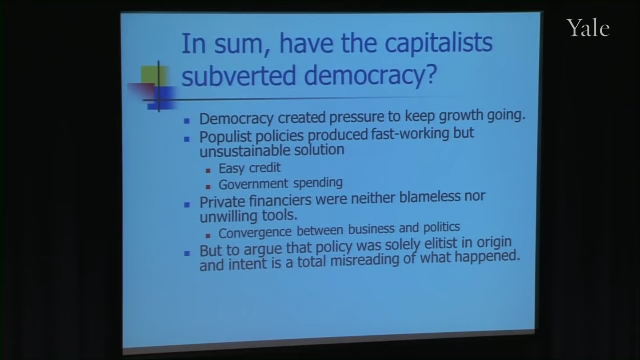 Yale
In sum, have the capitalists
subverted democracy?
Democracy created pressure to keep growth going.
Populist policies produced fast-working but
unsustainable solution
Easy credit
Government spending
Private financiers were neither blameless nor
unwilling tools.
Convergence between business and politics
But to argue that policy was solely elitist in origin
and intent is a total misreading of what happened.